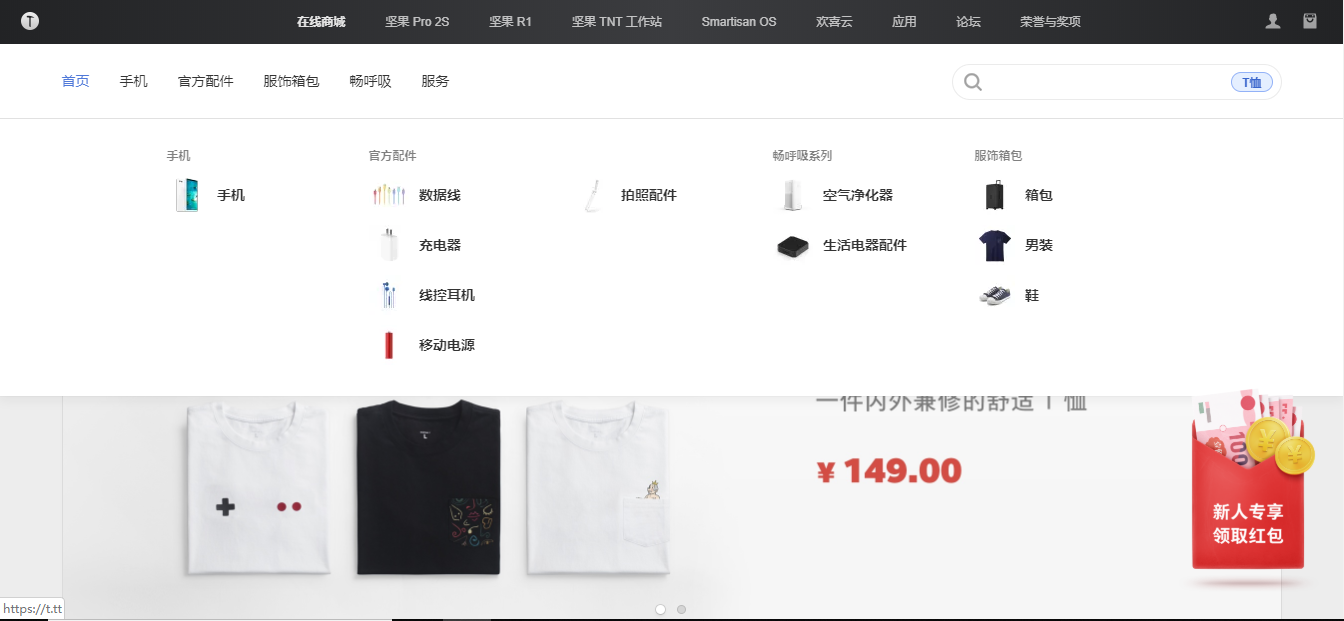 T
在线商城 坚果 Pro 2S 坚果 R1 坚果 TNT 工作站 Smartisan OS 欢喜云 应用 论坛 荣誉与奖项
首页 手机 官方配件 服饰箱包 畅呼吸 服务 T恤
手机 官方配件 畅呼吸系列 服饰箱包
手机 数据线 拍照配件 空气净化器 箱包
充电器 生活电器配件 男装
线控耳机 鞋
移动电源
一件内外兼修的舒适 T 恤
¥ 149.00
100
新人专享
领取红包
https://t.tt